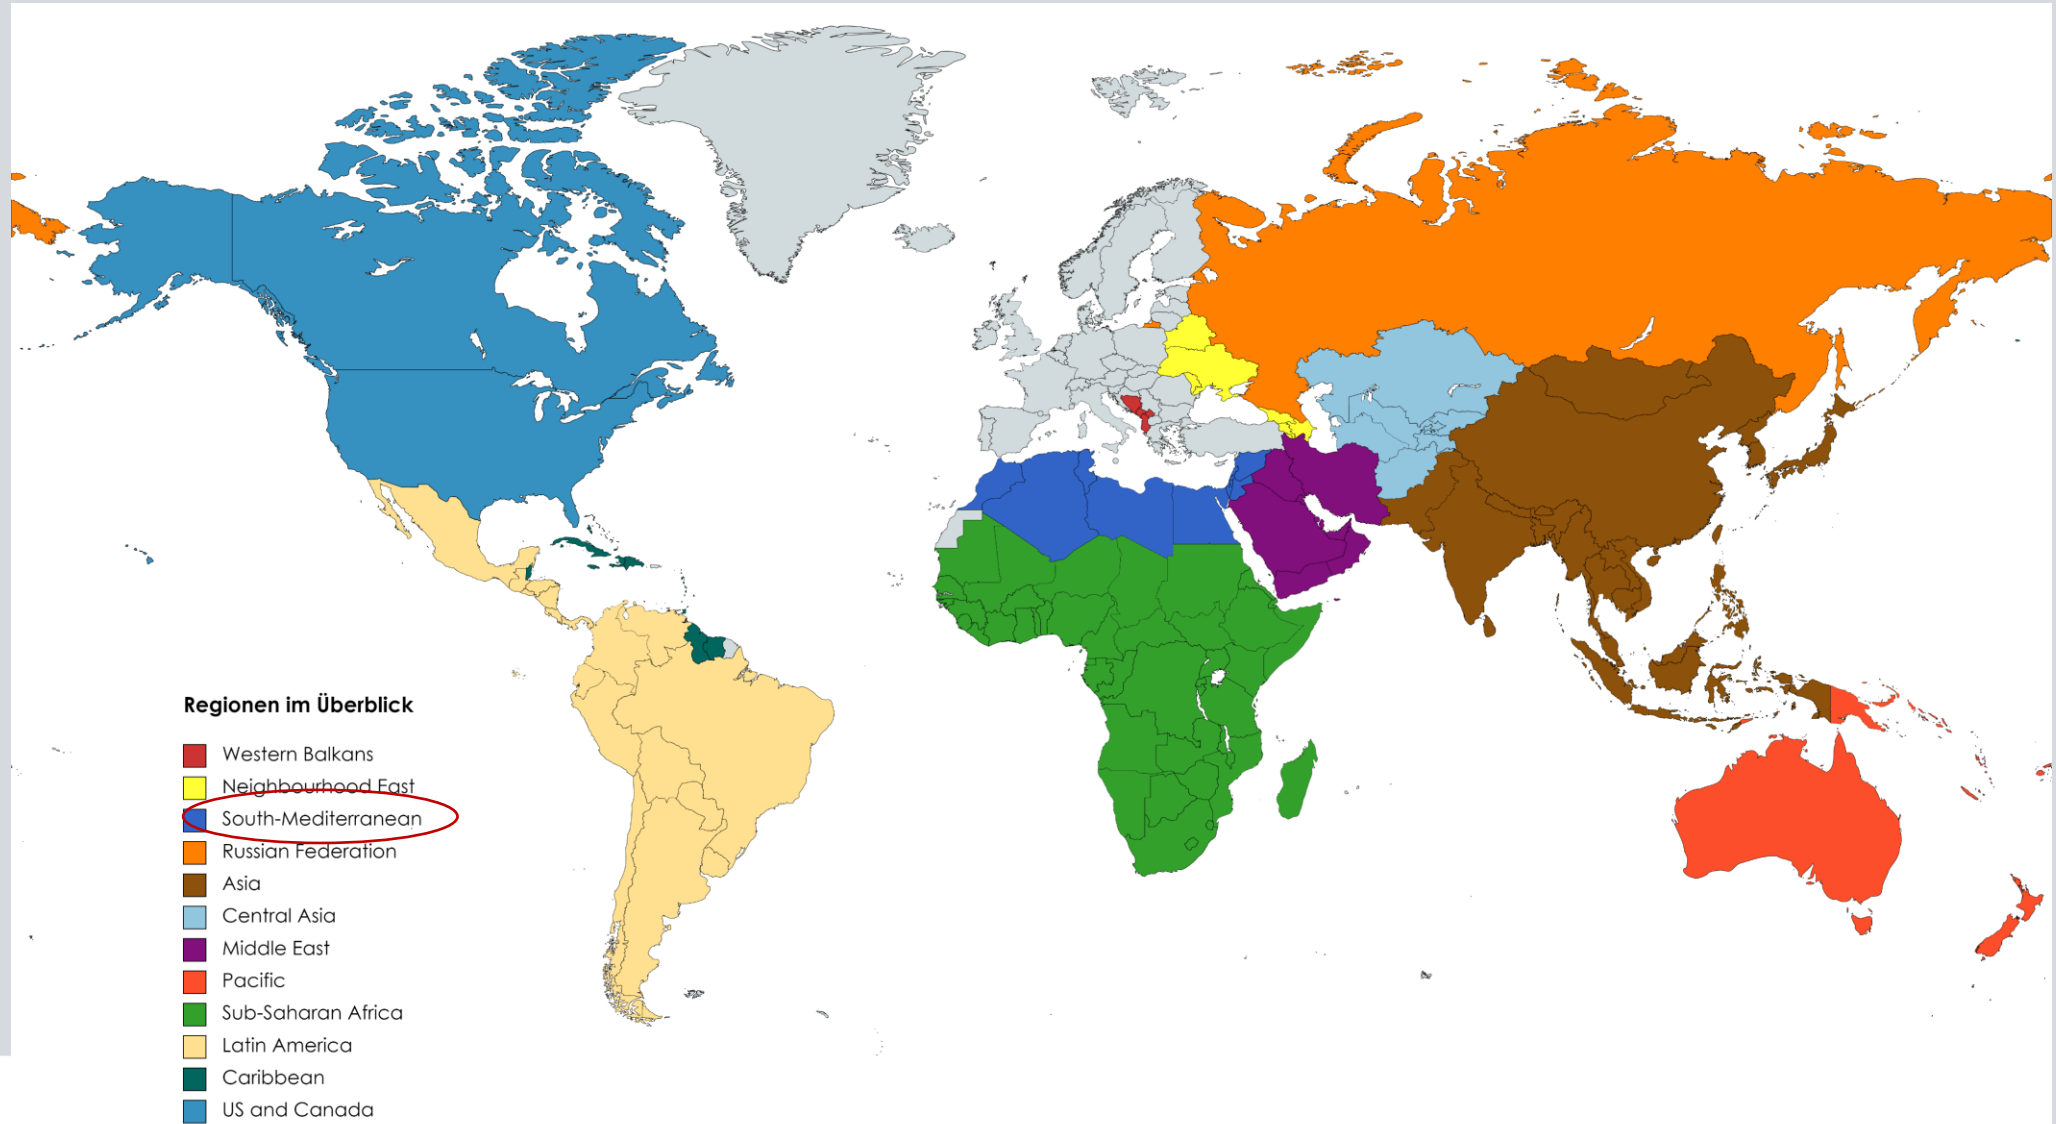 Regionen im Überblick
Western Balkans
Neighbourhood East
South-Mediterranean
Russian Federation
Asia
Central Asia
Middle East
Pacific
Sub-Saharan Africa
Latin America
Caribbean
US and Canada